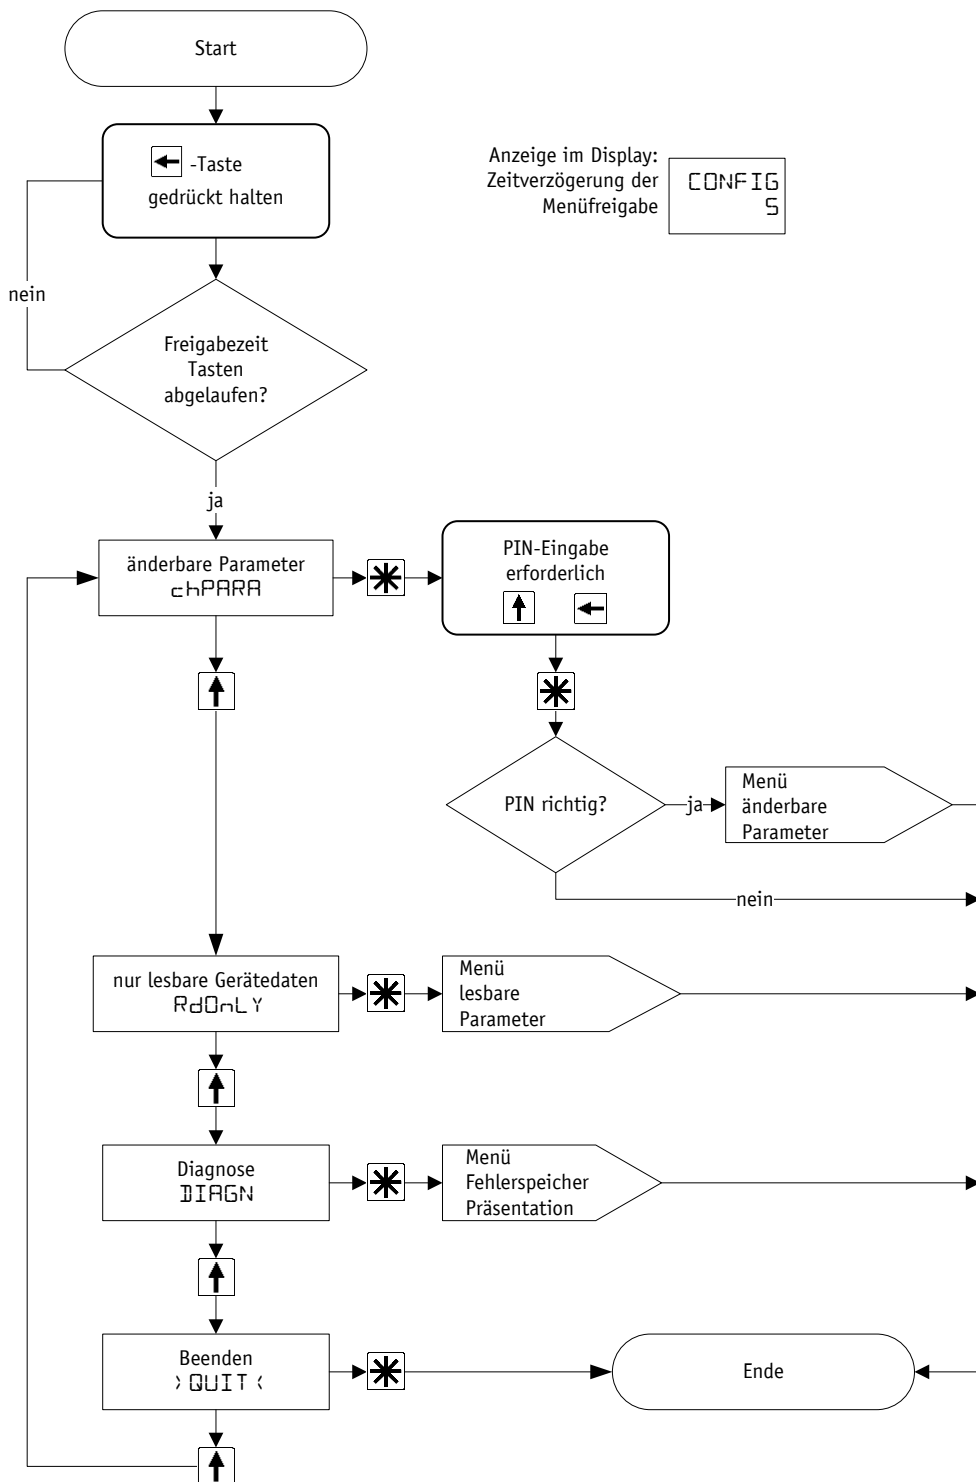 Start
-Taste
gedrückt halten
Anzeige im Display:
Zeitverzögerung der
Menüfreigabe
CONFIG
5
nein
Freigabezeit
Tasten
abgelaufen?
ja
änderbare Parameter
chPARA
PIN-Eingabe
erforderlich
PIN richtig?
ja
Menü
änderbare
Parameter
nein
nur lesbare Gerätedaten
RdOnLY
Menü
lesbare
Parameter
Diagnose
DIAGN
Menü
Fehlerspeicher
Präsentation
Beenden
>QUIT<
Ende